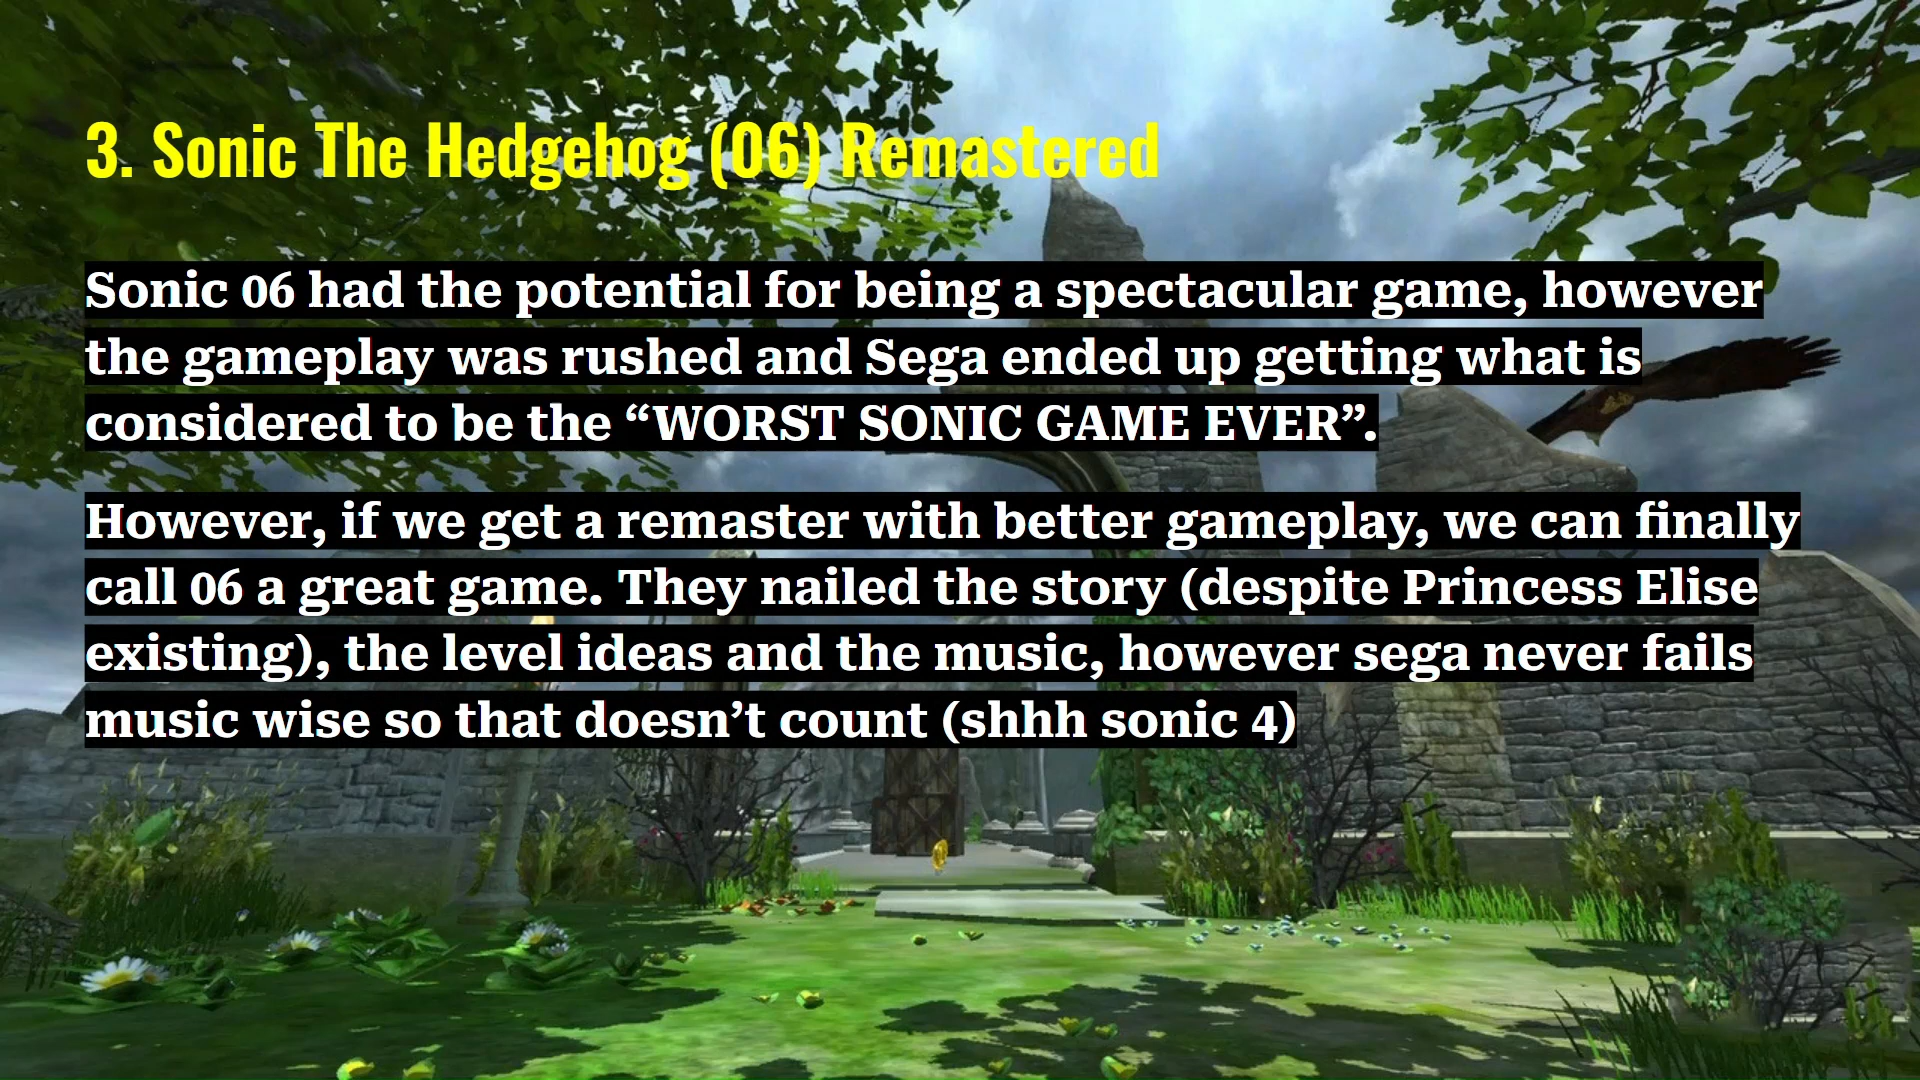 3. Sonic The Hedgehog (06) Remastered
Sonic 06 had the potential for being a spectacular game, however
the gameplay was rushed and Sega ended up getting what is
considered to be the “WORST SONIC GAME EVER”.
However, if we get a remaster with better gameplay, we can finally
call 06 a great game. They nailed the story (despite Princess Elise
existing), the level ideas and the music, however sega never fails
music wise so that doesn’t count (shhh sonic 4)